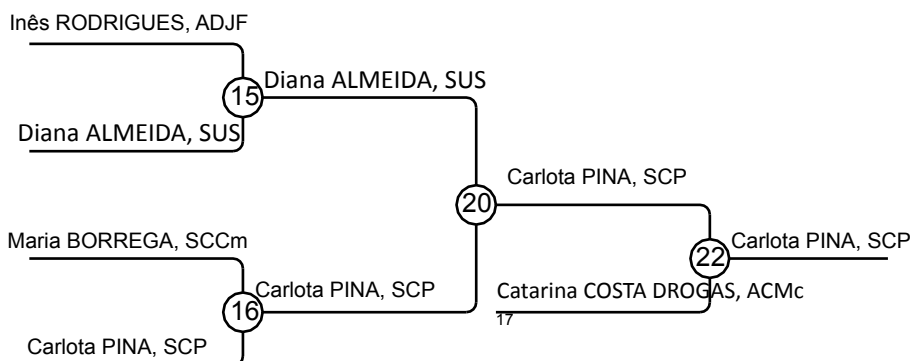 Inês RODRIGUES, ADJF
15
Diana ALMEIDA, SUS
Diana ALMEIDA, SUS
Carlota PINA, SCP
20
Maria BORREGA, SCCm
Carlota PINA, SCP
22
Carlota PINA, SCP
16
Catarina COSTA DROGAS, ACMc
17
Carlota PINA, SCP